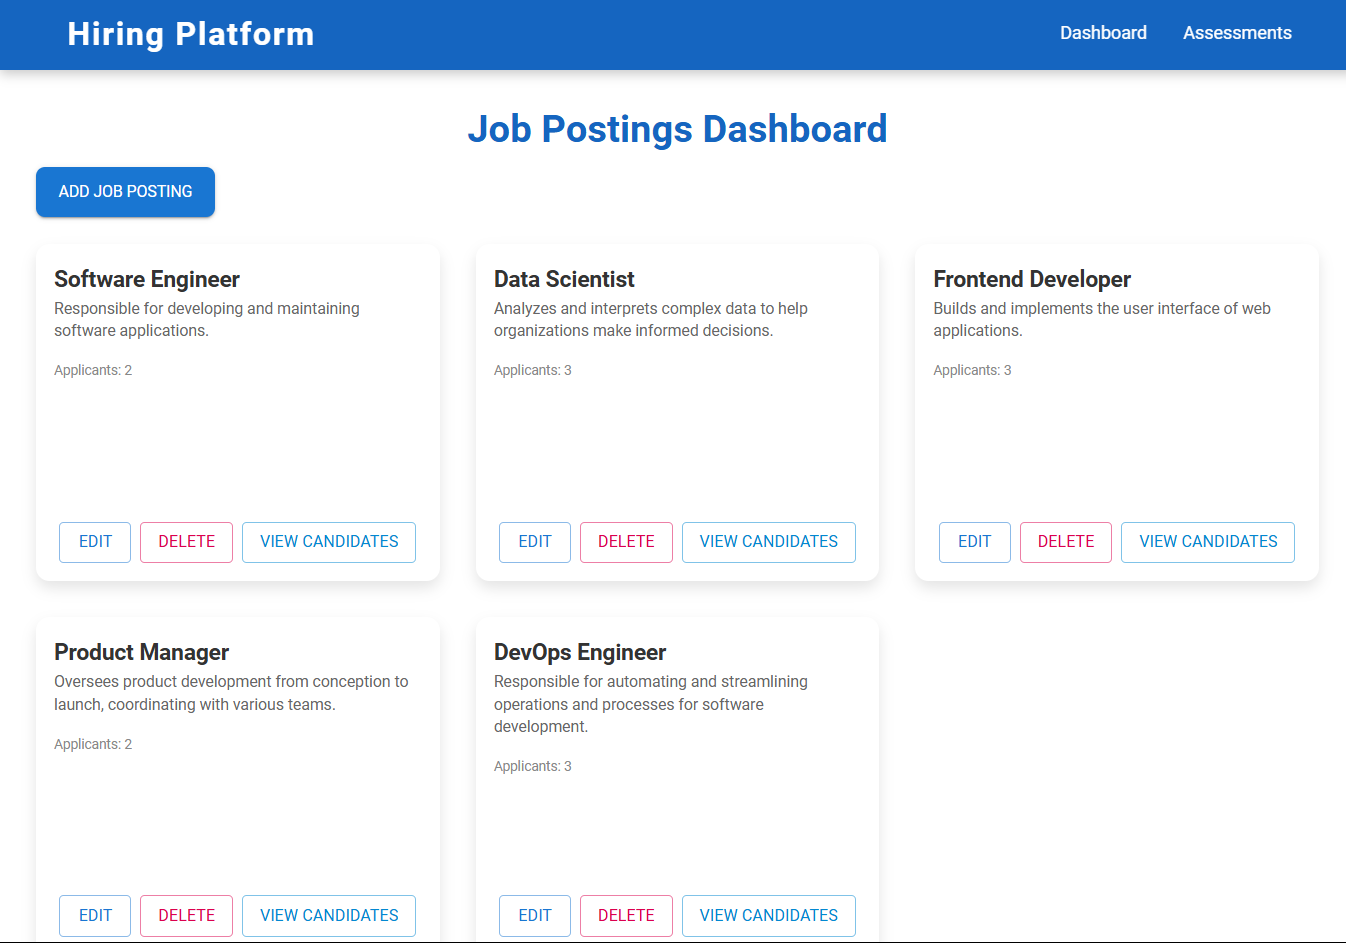 Hiring Platform
Dashboard
Assessments
Job Postings Dashboard
ADD JOB POSTING
Software Engineer
Responsible for developing and maintaining
software applications.
Applicants: 2
EDIT
DELETE
VIEW CANDIDATES
Data Scientist
Analyzes and interprets complex data to help
organizations make informed decisions.
Applicants: 3
EDIT
DELETE
VIEW CANDIDATES
Frontend Developer
Builds and implements the user interface of web
applications.
Applicants: 3
EDIT
DELETE
VIEW CANDIDATES
Product Manager
Oversees product development from conception to
launch, coordinating with various teams.
Applicants: 2
EDIT
DELETE
VIEW CANDIDATES
DevOps Engineer
Responsible for automating and streamlining
operations and processes for software
development.
Applicants: 3
EDIT
DELETE
VIEW CANDIDATES